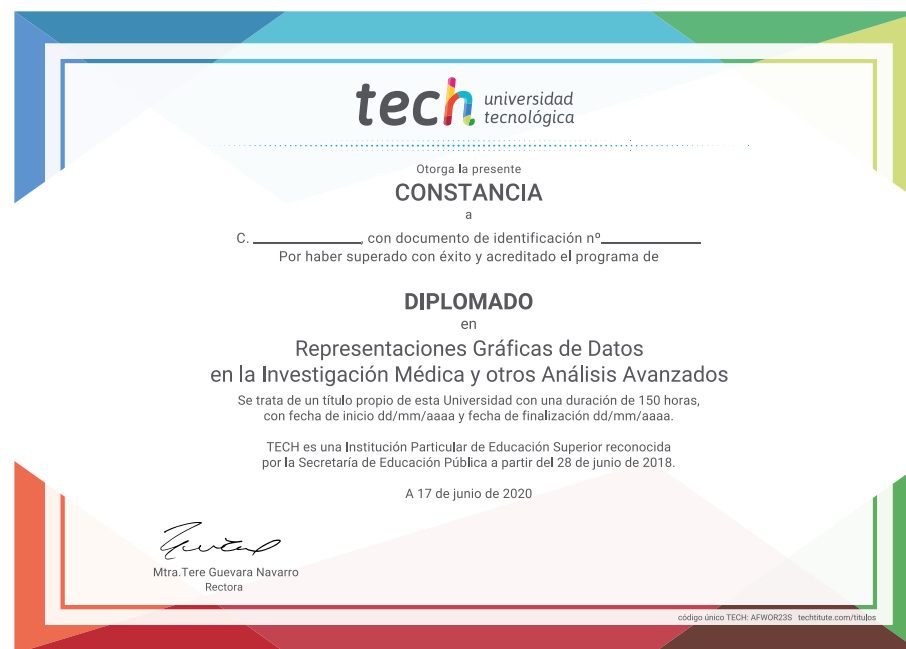 tech universidad
tecnológica
Otorga la presente
CONSTANCIA
a
C. ____________, con documento de identificación nº___________
Por haber superado con éxito y acreditado el programa de
DIPLOMADO
en
Representaciones Gráficas de Datos
en la Investigación Médica y otros Análisis Avanzados
Se trata de un título propio de esta Universidad con una duración de 150 horas,
con fecha de inicio dd/mm/aaaa y fecha de finalización dd/mm/aaaa.
TECH es una Institución Particular de Educación Superior reconocida
por la Secretaría de Educación Pública a partir del 28 de junio de 2018.
A 17 de junio de 2020
Mtra.Tere Guevara Navarro
Rectora
código único TECH: AFWOR23S techtitute.com/titulos